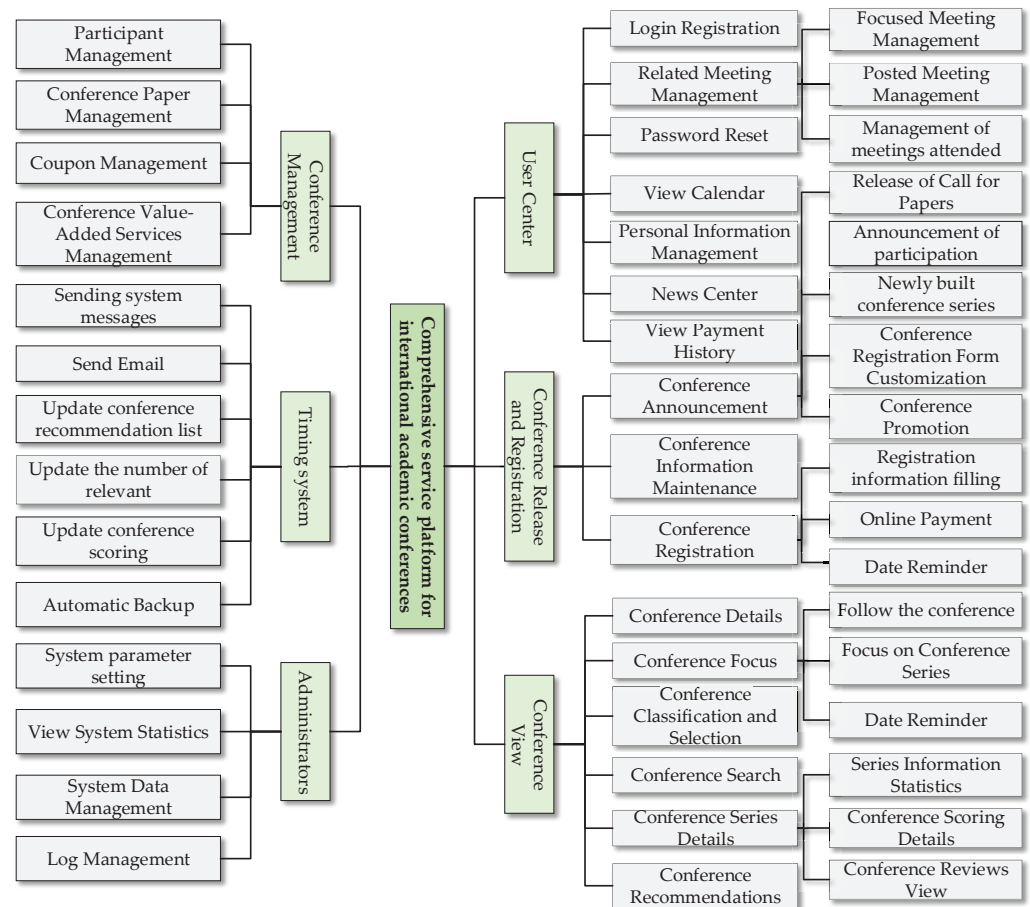 Participant
Management
Conference Paper
Management
Coupon Management
Conference Value-
Added Services
Management
Sending system
messages
Send Email
Update conference
recommendation list
Update the number of
relevant
Update conference
scoring
Automatic Backup
System parameter
setting
View System Statistics
System Data
Management
Log Management
Conference
Management
Timing system
Administrators
Comprehensive service platform for
international academic conferences
User Center
Conference Release
and Registration
Conference
View
Login Registration
Related Meeting
Management
Password Reset
View Calendar
Personal Information
Management
News Center
View Payment
History
Conference
Announcement
Conference
Information
Maintenance
Conference
Registration
Conference Details
Conference Focus
Conference
Classification and
Selection
Conference Search
Conference Series
Details
Conference
Recommendations
Focused Meeting
Management
Posted Meeting
Management
Management of
meetings attended
Release of Call for
Papers
Announcement of
participation
Newly built
conference series
Conference
Registration Form
Customization
Conference
Promotion
Registration
information filling
Online Payment
Date Reminder
Follow the conference
Focus on Conference
Series
Date Reminder
Series Information
Statistics
Conference Scoring
Details
Conference Reviews
View